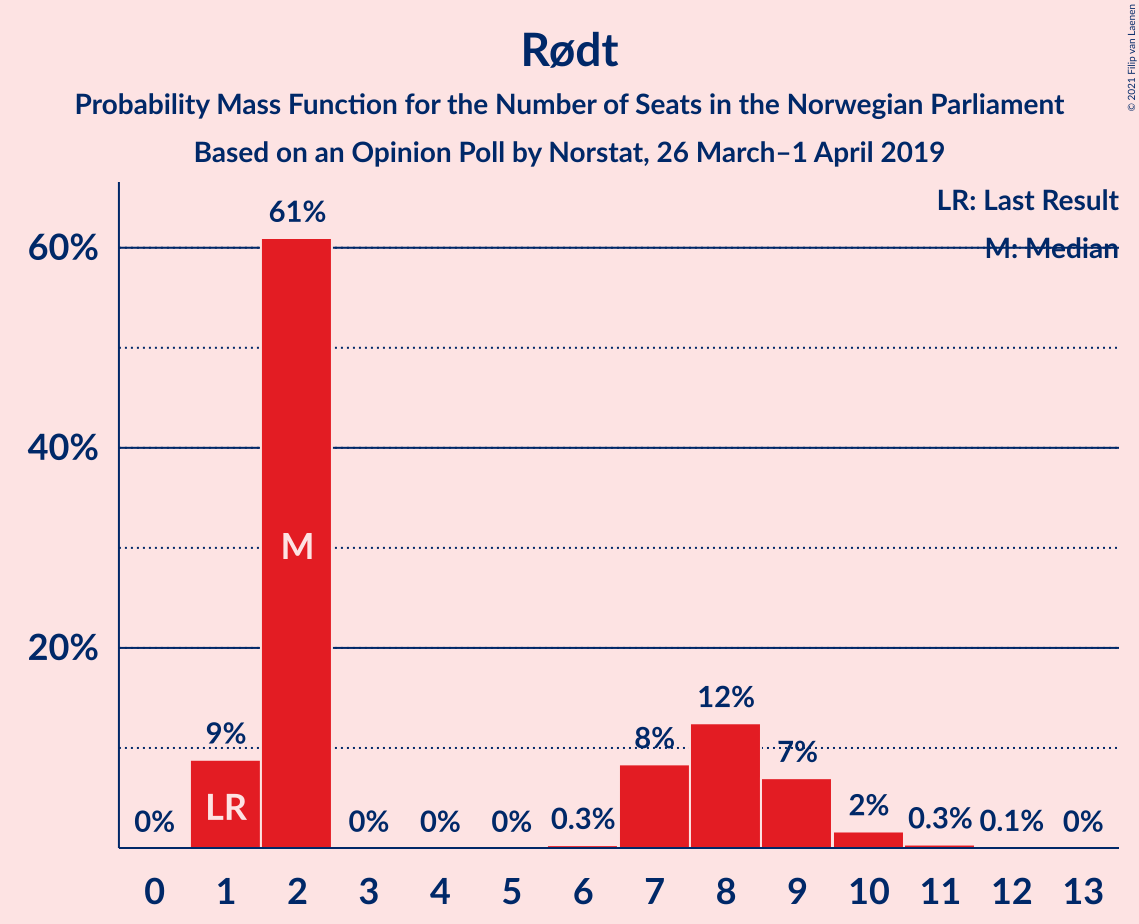 Rødt
Probability Mass Function for the Number of Seats in the Norwegian Parliament
Based on an Opinion Poll by Norstat, 26 March–1 April 2019
© 2021 Filip van Laenen
LR: Last Result
M: Median
60%
40%
20%
0% 9% 61% 0% 0% 0% 0.3% 8% 12% 7% 2% 0.3% 0.1% 0%
LR M
0 1 2 3 4 5 6 7 8 9 10 11 12 13